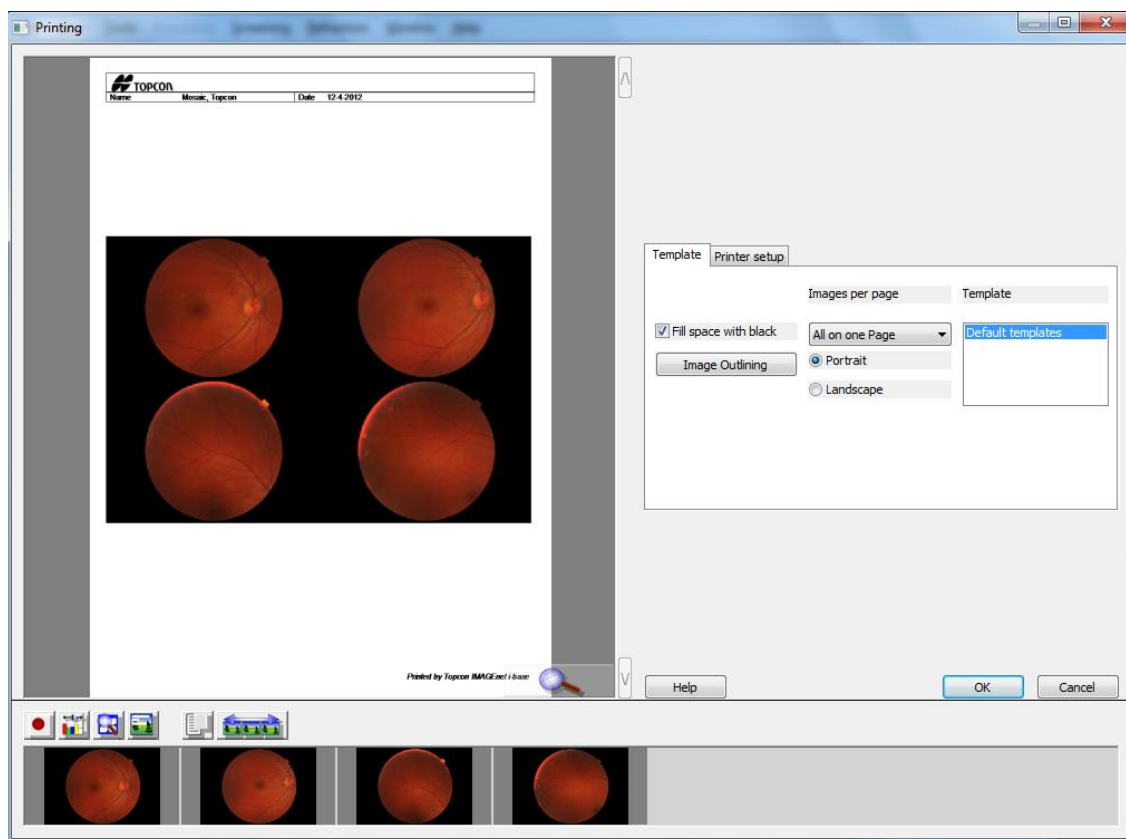 Printing
TOPCON
Name Mosaic, Topcon Date 12-4-2012
Template Printer setup
Images per page Template
Fill space with black All on one Page Default templates
Image Outlining Portrait
Landscape
Printed by Topcon IMAGEnet i-base
Help OK Cancel